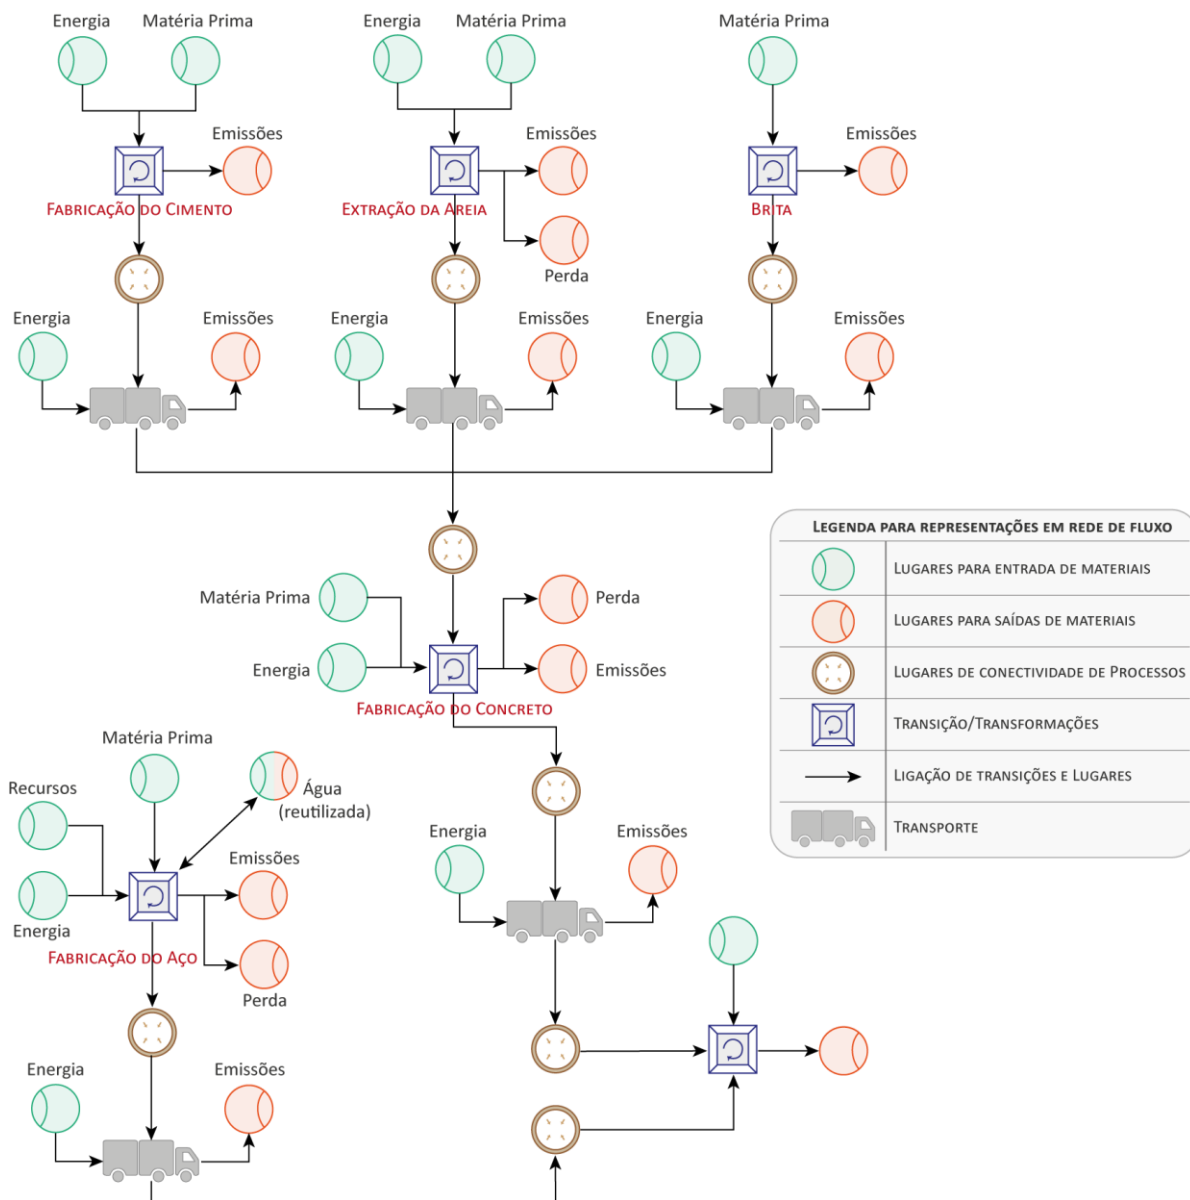 Energia
Matéria Prima
Energia
Matéria Prima
Matéria Prima
Emissões
Emissões
Emissões
FABRICAÇÃO DO CIMENTO
EXTRAÇÃO DA AREIA
BRITA
Perda
Energia
Emissões
Energia
Emissões
Energia
Emissões
LEGENDA PARA REPRESENTAÇÕES EM REDE DE FLUXO
LUGARES PARA ENTRADA DE MATERIAIS
LUGARES PARA SAÍDAS DE MATERIAIS
LUGARES DE CONECTIVIDADE DE PROCESSOS
TRANSIÇÃO/TRANSFORMAÇÕES
LIGAÇÃO DE TRANSIÇÕES E LUGARES
TRANSPORTE
Matéria Prima
Perda
Energia
Emissões
FABRICAÇÃO DO CONCRETO
Matéria Prima
Recursos
Água
(reutilizada)
Emissões
Energia
FABRICAÇÃO DO AÇO
Perda
Energia
Emissões
Energia
Emissões